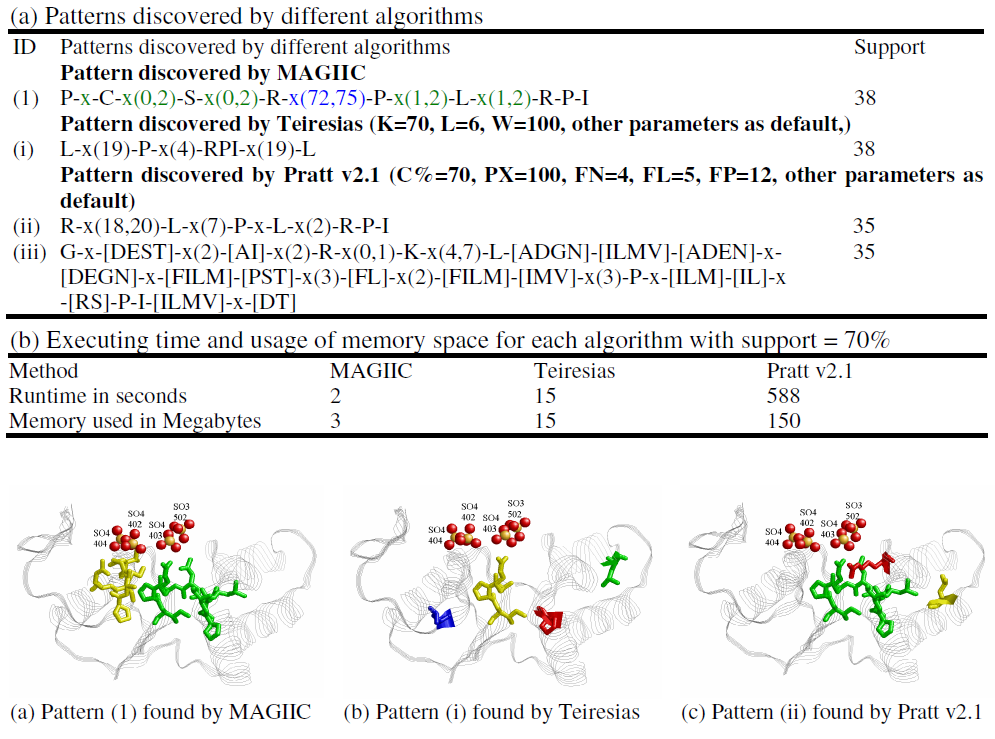 (a) Patterns discovered by different algorithms
ID Patterns discovered by different algorithms Support
Pattern discovered by MAGIIC
(1) P-x-C-x(0,2)-S-x(0,2)-R-x(72,75)-P-x(1,2)-L-x(1,2)-R-P-I 38
Pattern discovered by Teiresias (K=70, L=6, W=100, other parameters as default,)
(i) L-x(19)-P-x(4)-RPI-x(19)-L 38
Pattern discovered by Pratt v2.1 (C%=70, PX=100, FN=4, FL=5, FP=12, other parameters as
default)
(ii) R-x(18,20)-L-x(7)-P-x-L-x(2)-R-P-I 35
(iii) G-x-[DEST]-x(2)-[AI]-x(2)-R-x(0,1)-K-x(4,7)-L-[ADGN]-[ILMV]-[ADEN]-x- 35
[DEGN]-x-[FILM]-[PST]-x(3)-[FL]-x(2)-[FILM]-[IMV]-x(3)-P-x-[ILM]-[IL]-x
-[RS]-P-I-[ILMV]-x-[DT]
(b) Executing time and usage of memory space for each algorithm with support = 70%
Method MAGIIC Teiresias Pratt v2.1
Runtime in seconds 2 15 588
Memory used in Megabytes 3 15 150
SO4 402 SO3 502 SO4 404 SO4 403
SO4 402 SO3 502 SO4 404 SO4 403
SO4 402 SO3 502 SO4 404 SO4 403
(a) Pattern (1) found by MAGIIC (b) Pattern (i) found by Teiresias (c) Pattern (ii) found by Pratt v2.1